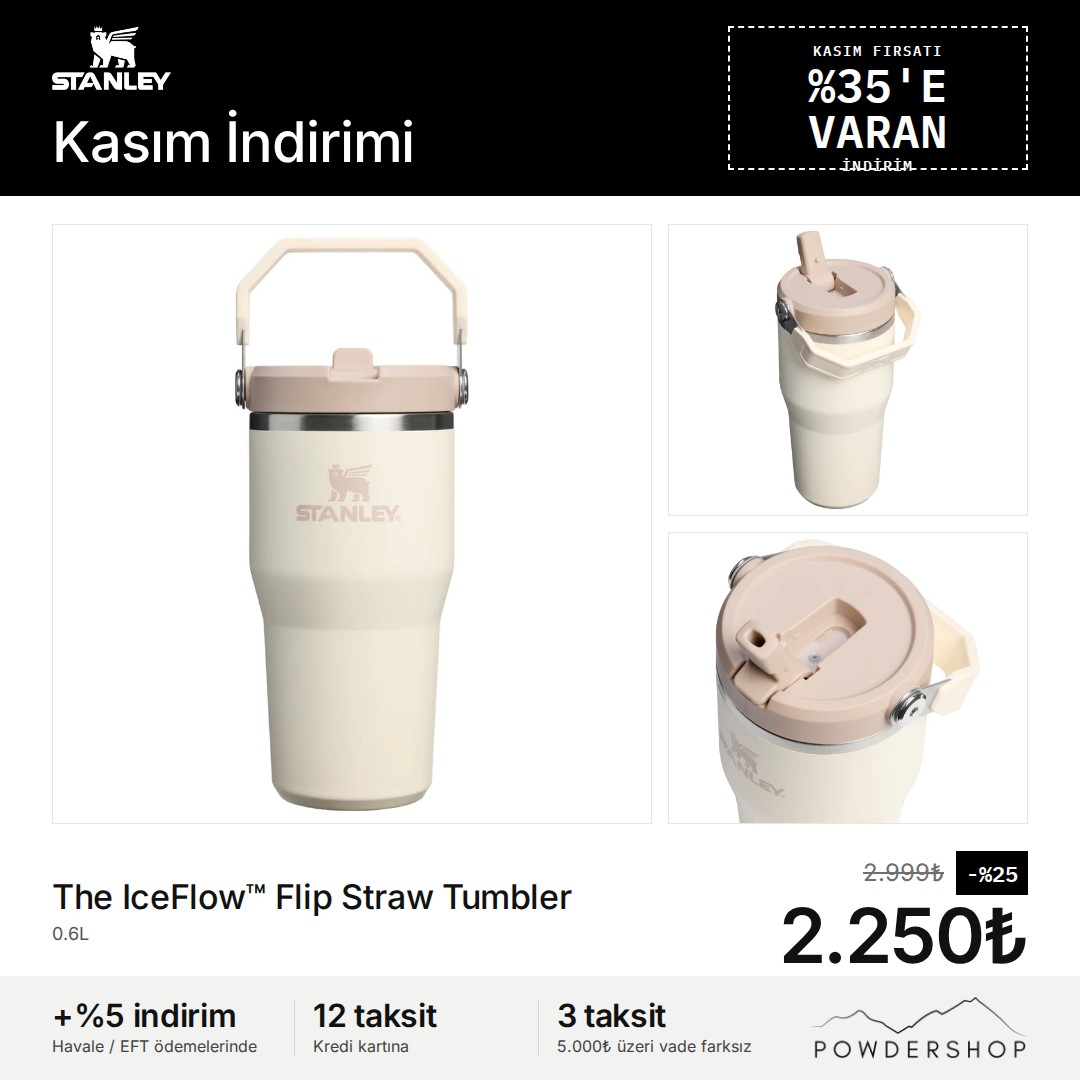 STANLEY
Kasım İndirimi
KASIM FIRSATI
%35'E
VARAN
İNDİRİM
STANLEY
STANLEY
The IceFlow™ Flip Straw Tumbler
0.6L
2.999₺
-%25
2.250₺
+%5 indirim
Havale / EFT ödemelerinde
12 taksit
Kredi kartına
3 taksit
5.000₺ üzeri vade farksız
POWDERSHOP